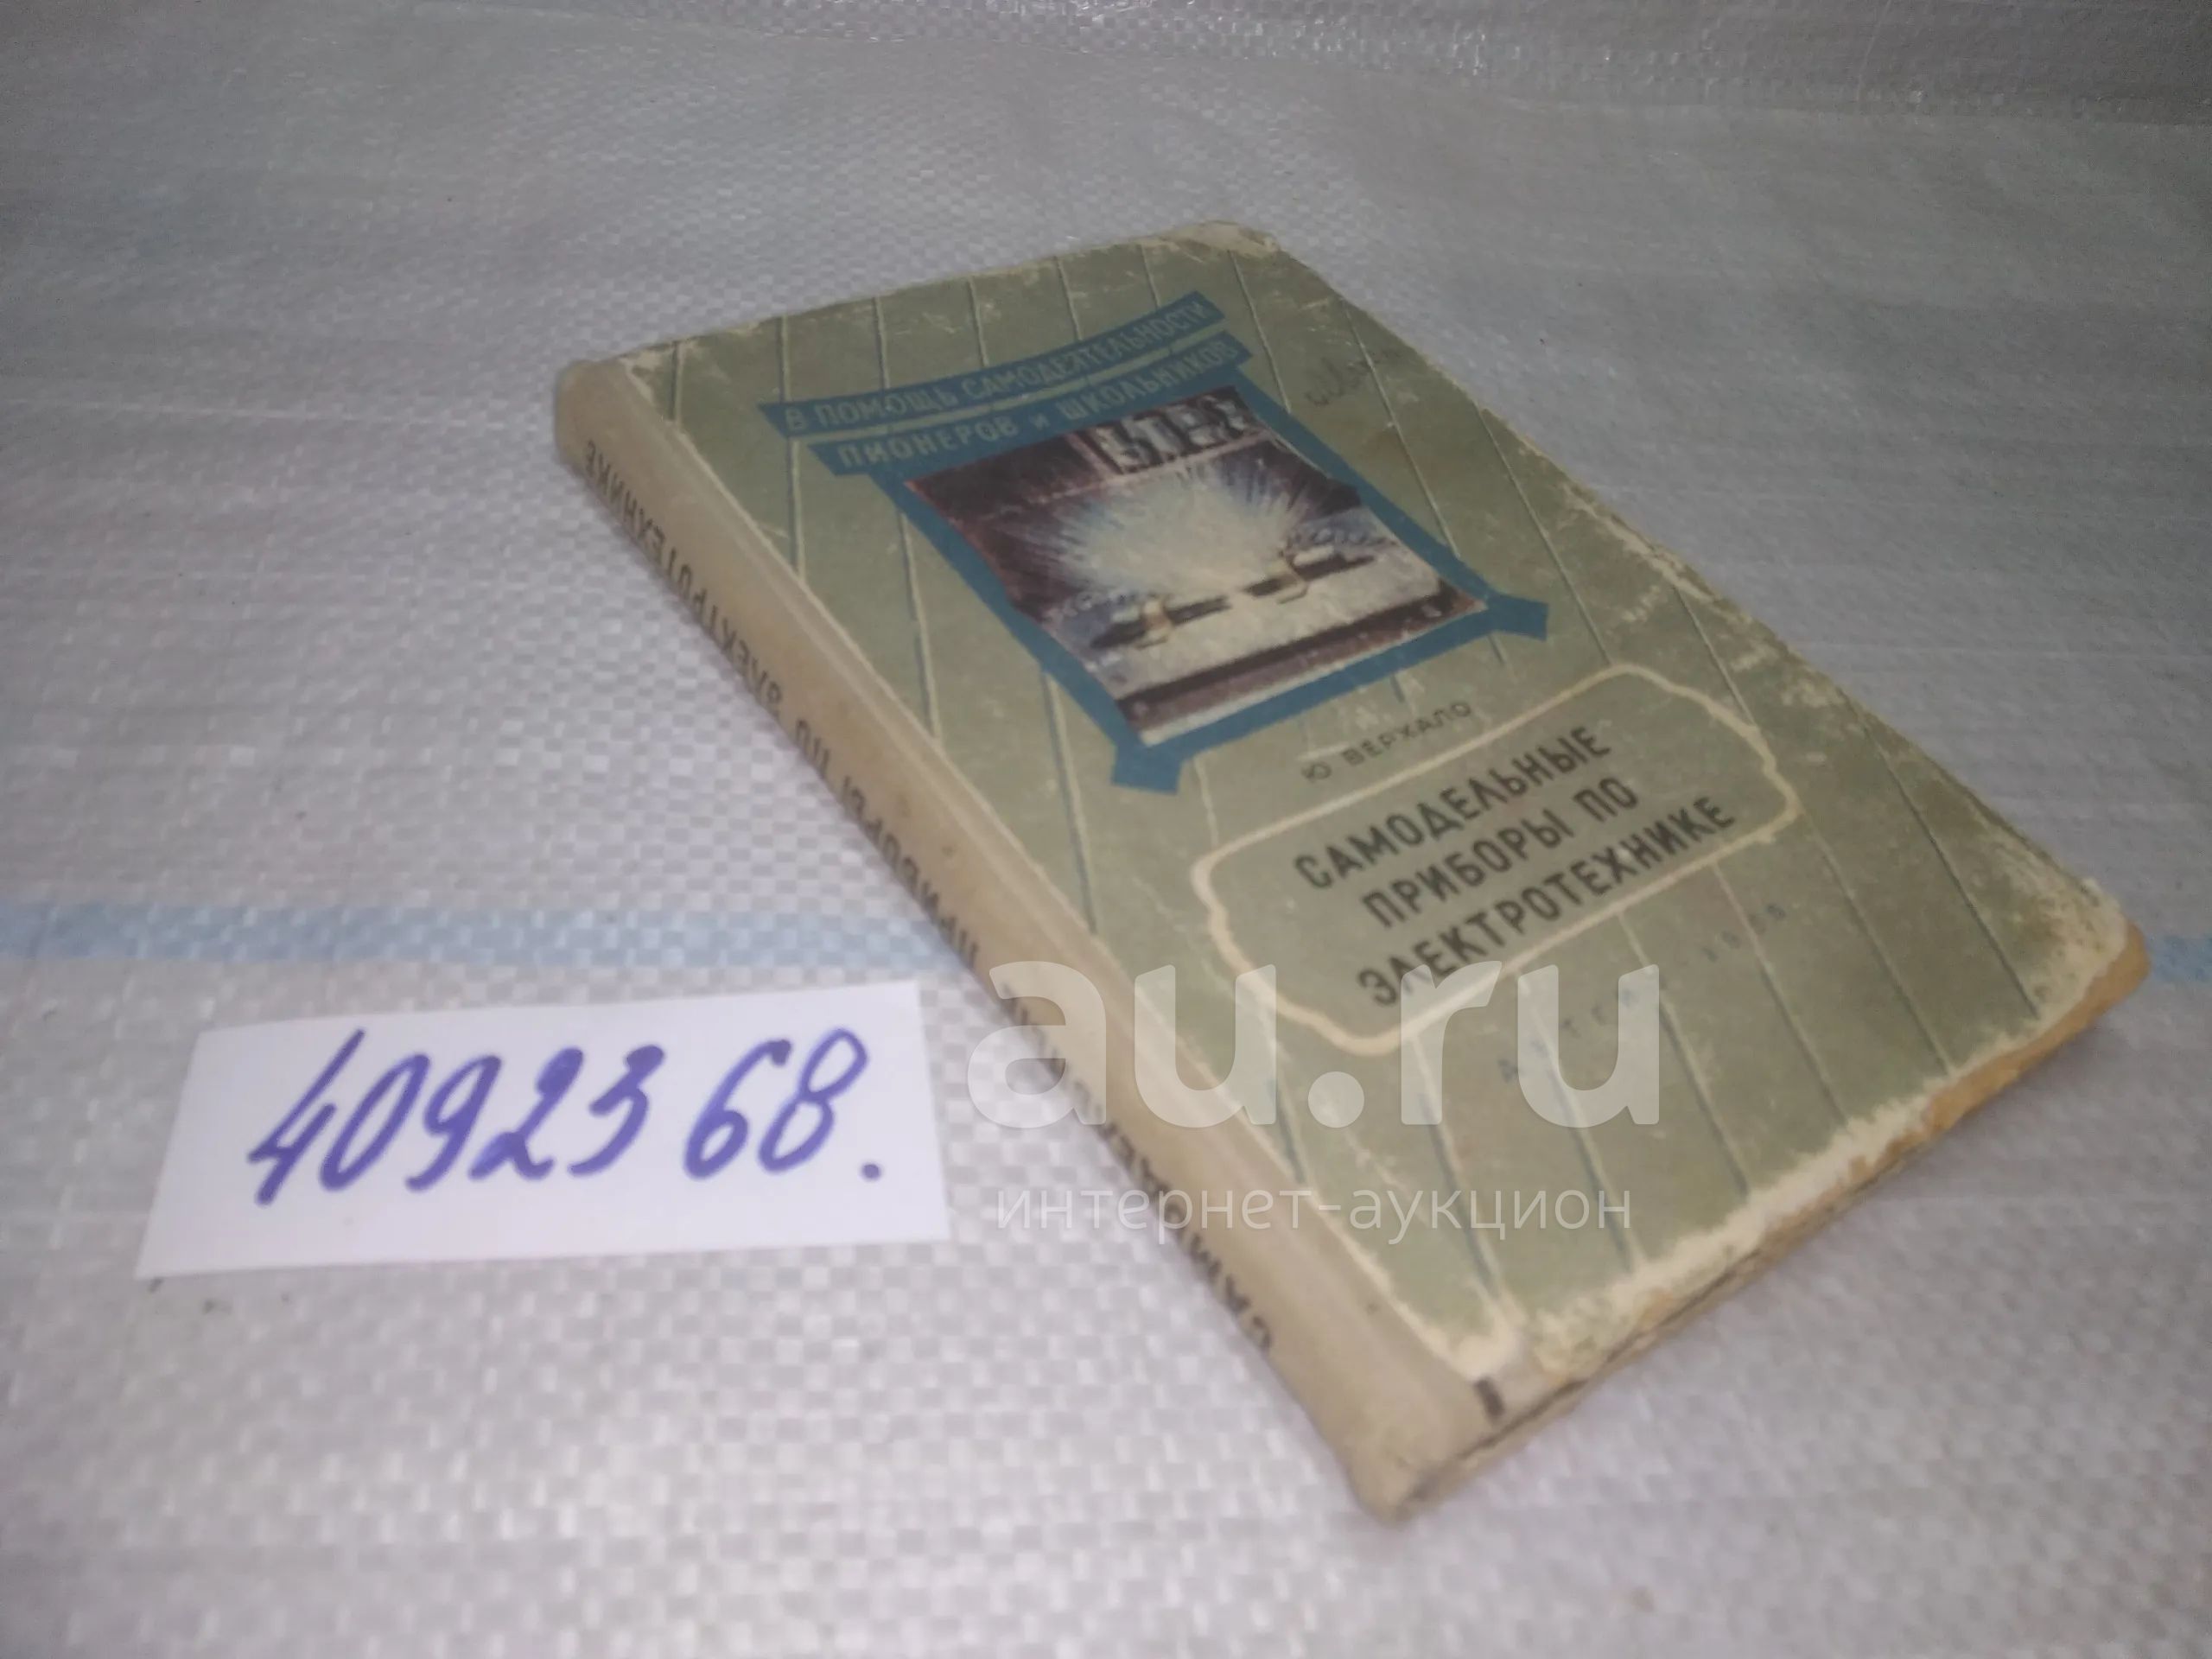 В ПОМОЩЬ САМОДЕЯТЕЛЬНОСТИ
ПИОНЕРОВ и ШКОЛЬНИКОВ
Ю ВЕРХАЛО
САМОДЕЛЬНЫЕ
ПРИБОРЫ ПО
ЭЛЕКТРОТЕХНИКЕ
ПРИБОРЫ ПО ЭЛЕКТРОТЕХНИКЕ
4092368.
au.ru
интернет-аукцион